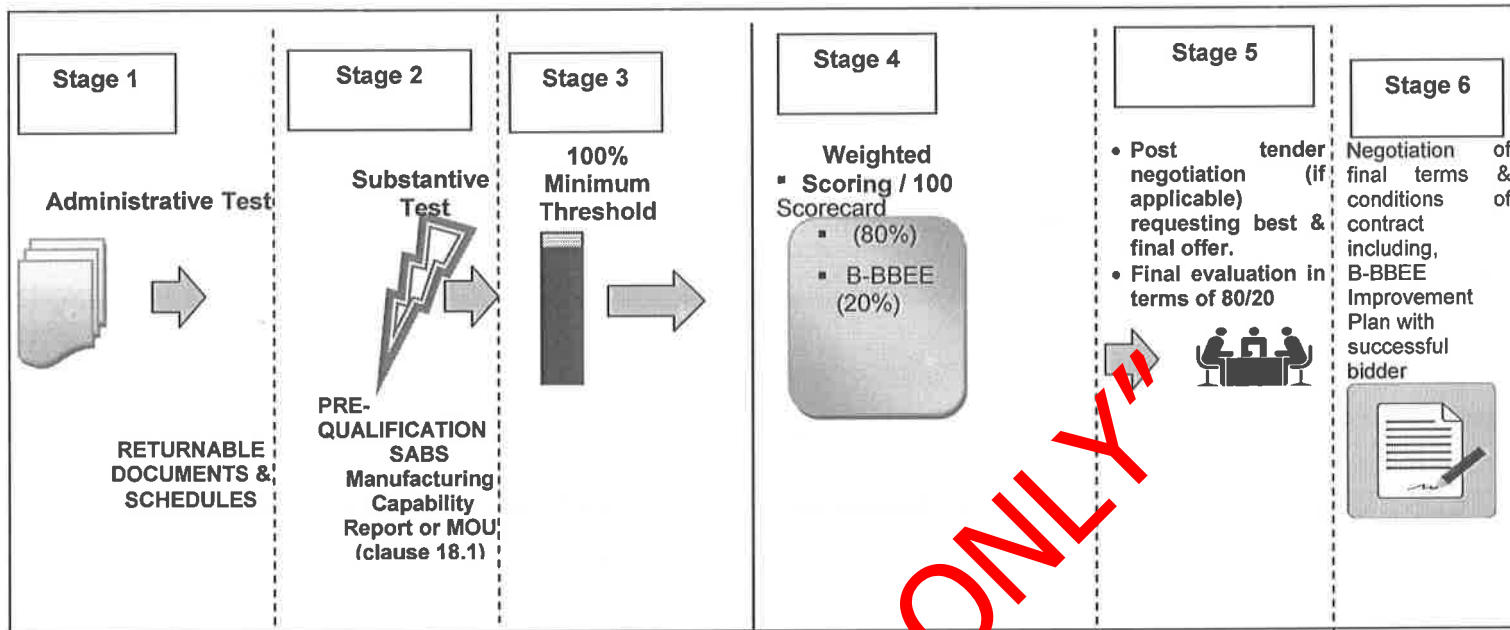 Stage 1
Administrative Test
RETURNABLE
DOCUMENTS &
SCHEDULES
Stage 2
Substantive
Test
PRE-
QUALIFICATION
SABS
Manufacturing
Capability
Report or MOU
(clause 18.1)
Stage 3
100%
Minimum
Threshold
Stage 4
Weighted
▪ Scoring / 100
Scorecard
▪ (80%)
▪ B-BBEE
(20%)
Stage 5
• Post tender
negotiation (if
applicable)
requesting best &
final offer.
• Final evaluation in
terms of 80/20
Stage 6
Negotiation of
final terms &
conditions of
contract
including,
B-BBEE
Improvement
Plan with
successful
bidder
ONLY”